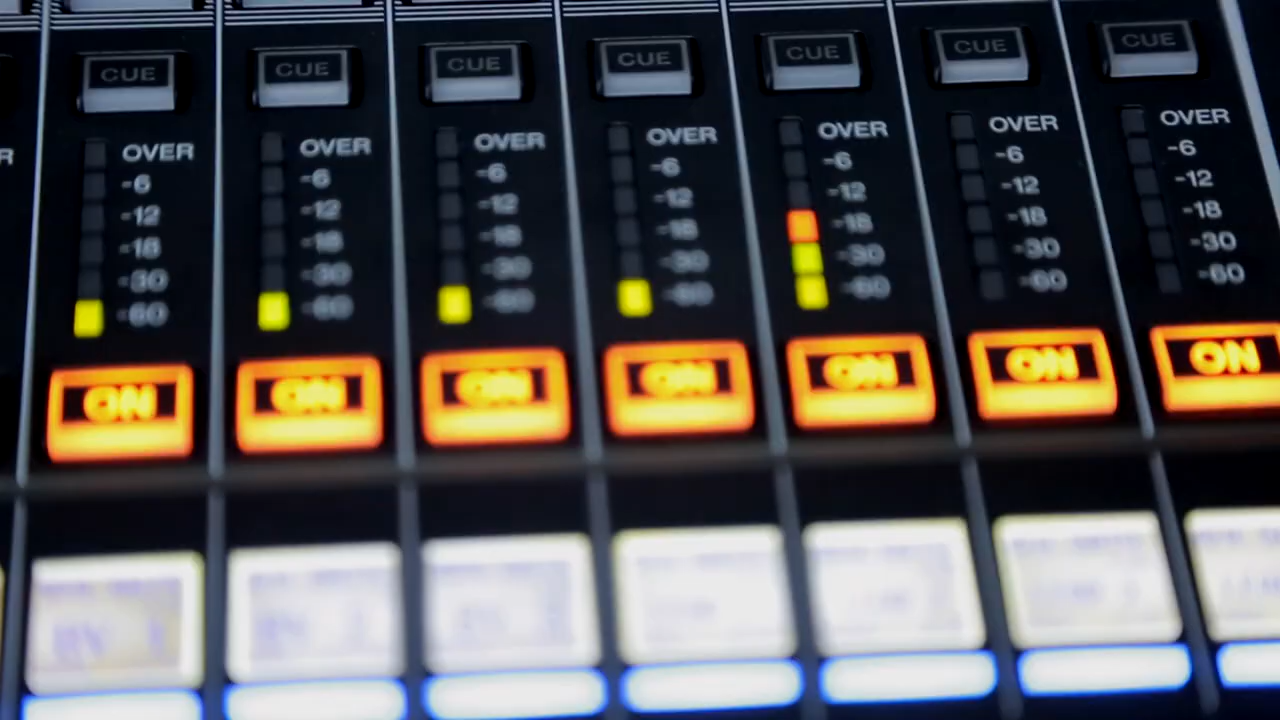 CUE CUE CUE CUE CUE CUE CUE
R OVER OVER OVER OVER OVER OVER OVER
-6 -6 -6 -6 -6 -6 -6
-12 -12 -12 -12 -12 -12 -12
-18 -18 -18 -18 -18 -18 -18
-30 -30 -30 -30 -30 -30 -30
-60 -60 -60 -60 -60 -60 -60
ON ON ON ON ON ON ON